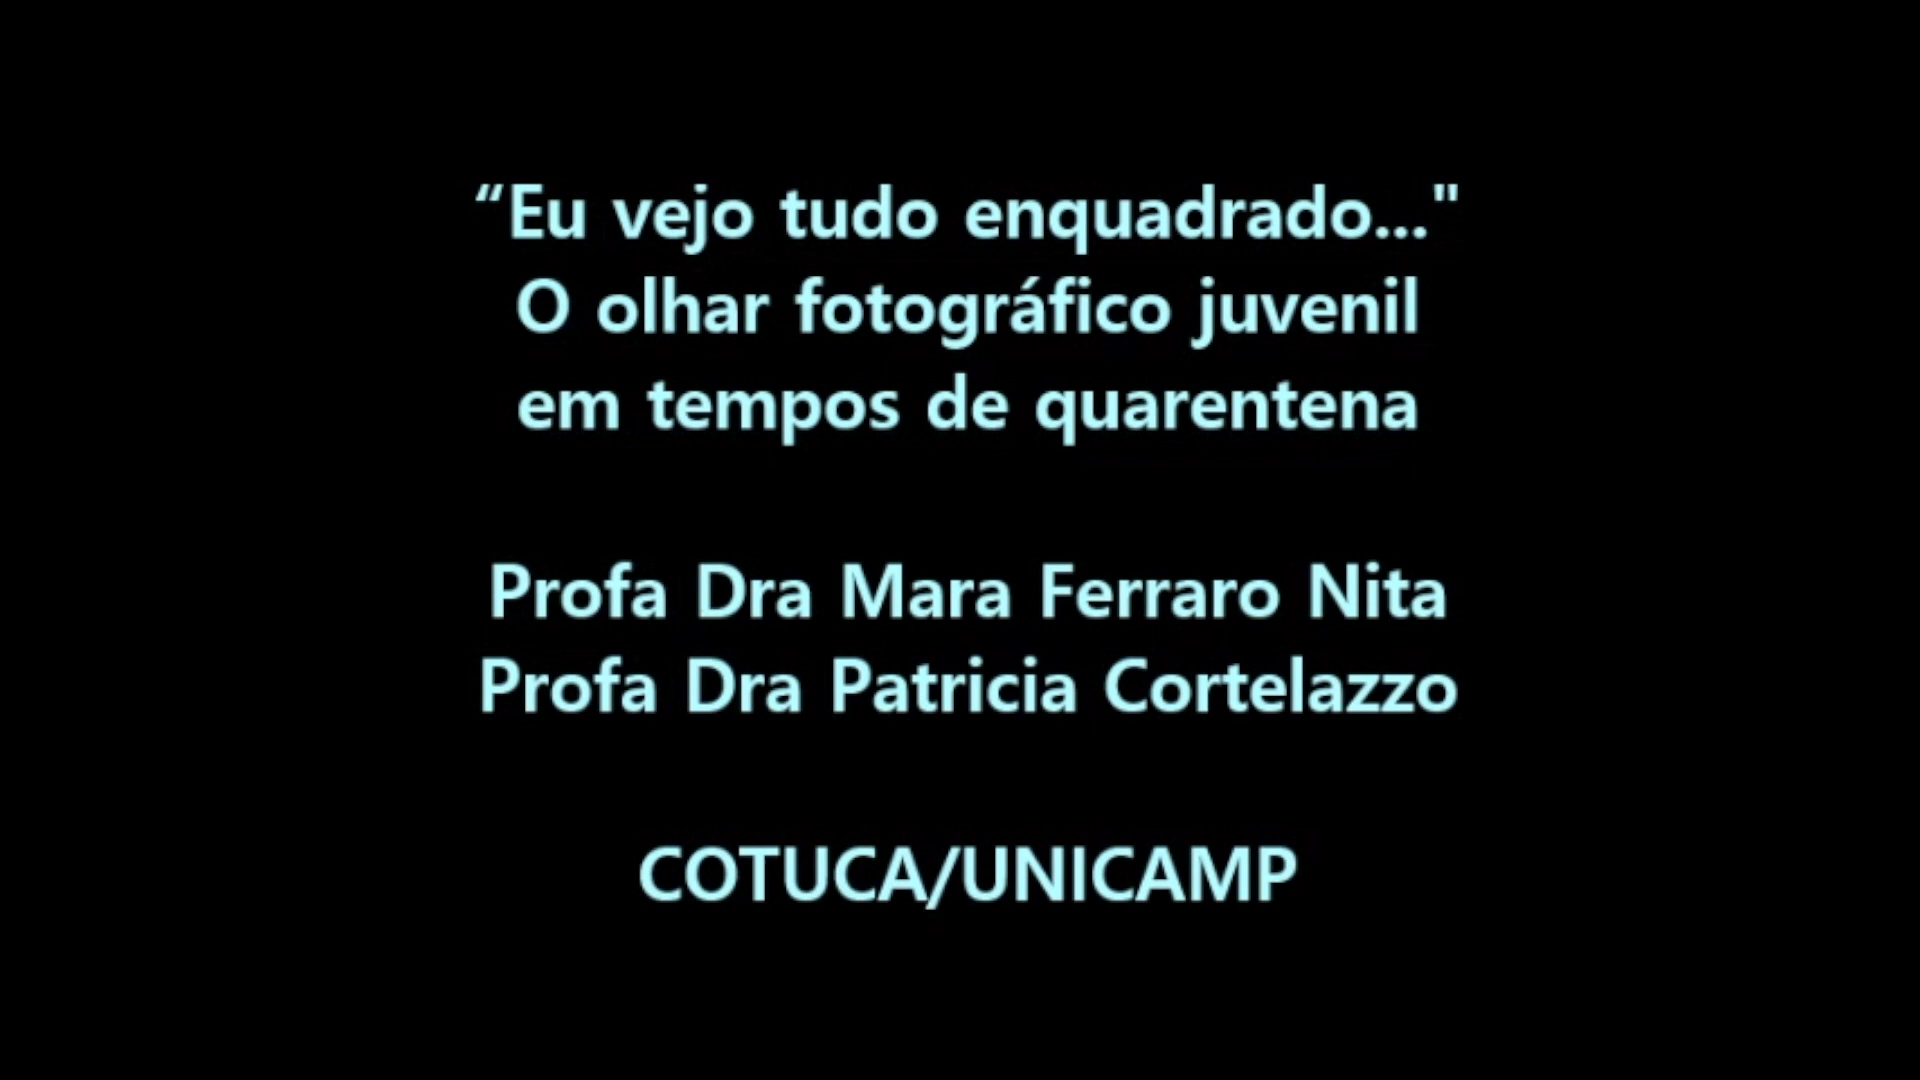 “Eu vejo tudo enquadrado..."
O olhar fotográfico juvenil
em tempos de quarentena
Profa Dra Mara Ferraro Nita
Profa Dra Patricia Cortelazzo
COTUCA/UNICAMP